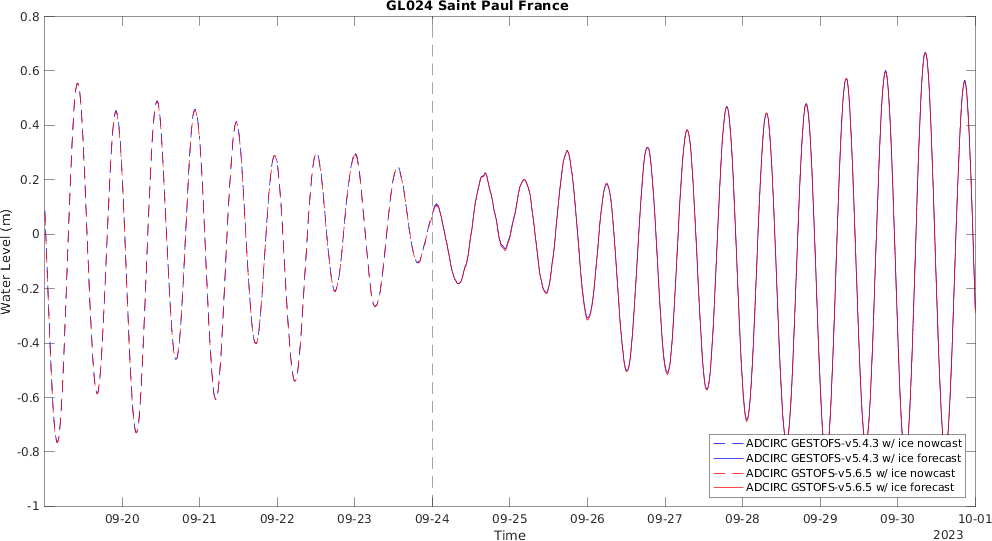 GL024 Saint Paul France
Water Level (m)
0.8
0.6
0.4
0.2
0
-0.2
-0.4
-0.6
-0.8
-1
ADCIRC GESTOFS-v5.4.3 w/ ice nowcast
ADCIRC GESTOFS-v5.4.3 w/ ice forecast
ADCIRC GSTOFS-v5.6.5 w/ ice nowcast
ADCIRC GSTOFS-v5.6.5 w/ ice forecast
09-20 09-21 09-22 09-23 09-24 09-25 09-26 09-27 09-28 09-29 09-30 10-01
Time
2023